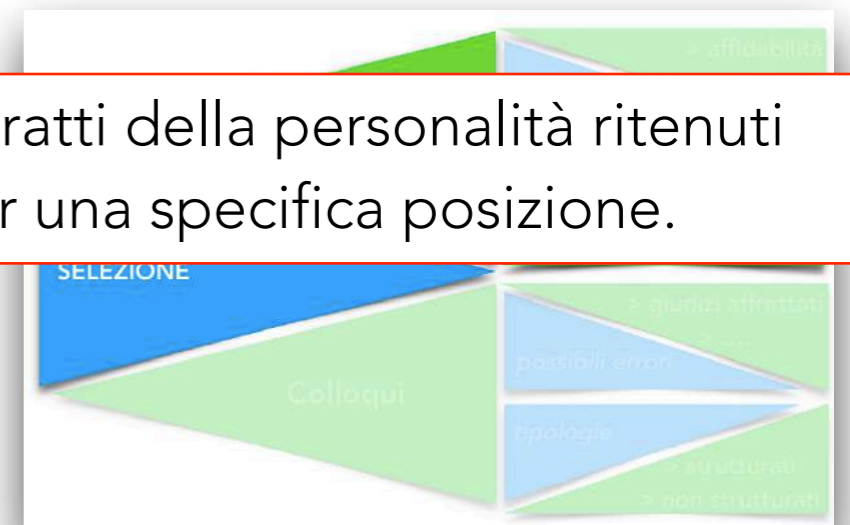 > affidabilità
ratti della personalità ritenuti
r una specifica posizione.
SELEZIONE
> giudizi affrettati
> ...
possibili errori
Colloqui
tipologie
> strutturati
> non strutturati